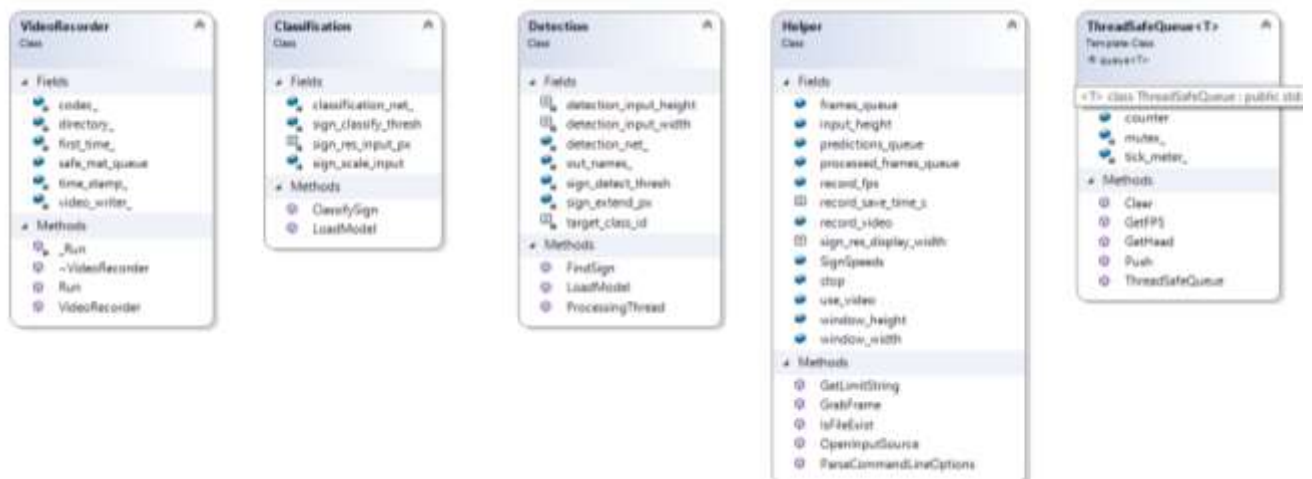 VideoRecorder
Class
Fields
codec_
directory_
first_time_
safe_mat_queue
time_stamp_
video_writer_
Methods
_Run
~VideoRecorder
Run
VideoRecorder
Classification
Class
Fields
classification_net_
sign_classify_thresh
sign_res_input_px
sign_scale_input
Methods
ClassifySign
LoadModel
Detection
Class
Fields
detection_input_height
detection_input_width
detection_net_
out_names_
sign_detect_thresh
sign_extend_px
target_class_id
Methods
FindSign
LoadModel
ProcessingThread
Helper
Class
Fields
frames_queue
input_height
predictions_queue
processed_frames_queue
record_fps
record_save_time_s
record_video
sign_res_display_width
SignSpeeds
stop
use_video
window_height
window_width
Methods
GetLimitString
GrabFrame
IsFileExist
OpenInputSource
ParseCommandLineOptions
ThreadSafeQueue<T>
Template Class
queue<T>
<T> class ThreadSafeQueue : public std:
counter
mutex_
tick_meter_
Methods
Clear
GetFPS
GetHead
Push
ThreadSafeQueue